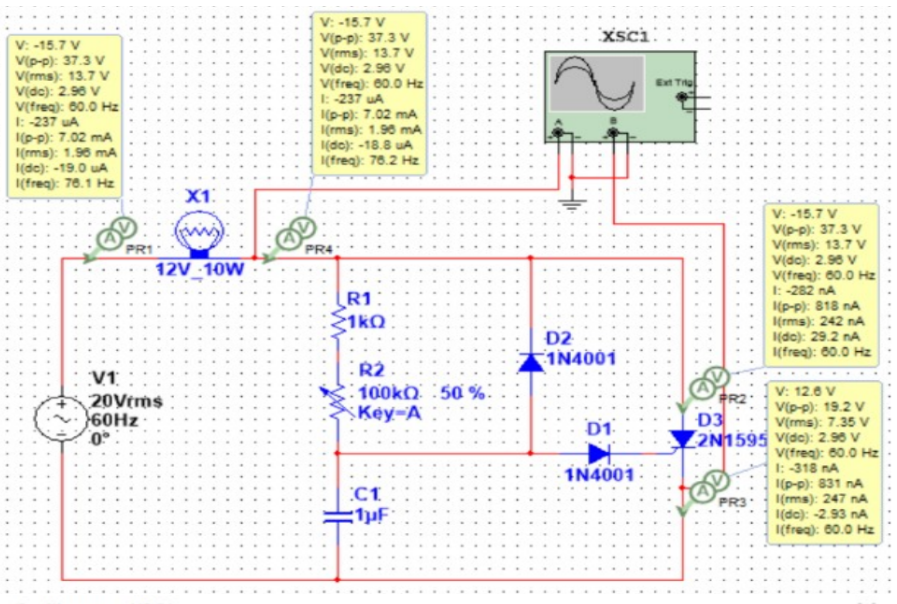 V: -15.7 V
V(p-p): 37.3 V
V(rms): 13.7 V
V(dc): 2.96 V
V(freq): 60.0 Hz
I: -237 uA
I(p-p): 7.02 mA
I(rms): 1.96 mA
I(dc): -19.0 uA
I(freq): 76.1 Hz
V: -15.7 V
V(p-p): 37.3 V
V(rms): 13.7 V
V(dc): 2.96 V
V(freq): 60.0 Hz
I: -237 uA
I(p-p): 7.02 mA
I(rms): 1.96 mA
I(dc): -18.8 uA
I(freq): 76.2 Hz
XSC1
Ext Trig
A
B
X1
PR1
12V_10W
PR4
V: -15.7 V
V(p-p): 37.3 V
V(rms): 13.7 V
V(dc): 2.96 V
V(freq): 60.0 Hz
I: -282 nA
I(p-p): 818 nA
I(rms): 242 nA
I(dc): 29.2 nA
I(freq): 60.0 Hz
R1
1kΩ
R2
100kΩ 50 %
Key=A
D2
1N4001
V1
20Vrms
60Hz
0°
PR2
D3
2N1595
D1
1N4001
V: 12.6 V
V(p-p): 19.2 V
V(rms): 7.35 V
V(dc): 2.96 V
V(freq): 60.0 Hz
I: -318 nA
I(p-p): 831 nA
I(rms): 247 nA
I(dc): -2.93 nA
I(freq): 60.0 Hz
PR3
C1
1µF